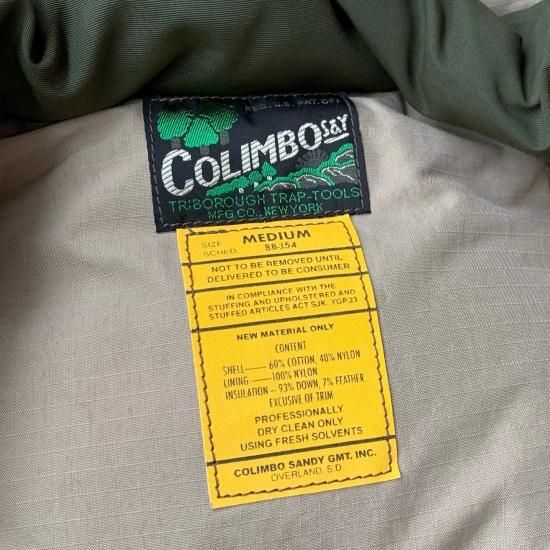 REG. U.S. PAT. OFF.
COLIMBO S&Y
TRIBOROUGH TRAP-TOOLS
MFG.CO., NEW YORK
SIZE MEDIUM
SCHED. BB-J54
NOT TO BE REMOVED UNTIL
DELIVERED TO BE CONSUMER
IN COMPLIANCE WITH THE
STUFFING AND UPHOLSTERED AND
STUFFED ARTICLES ACT SJK. YGP.23
NEW MATERIAL ONLY
CONTENT
SHELL——60% COTTON, 40% NYLON
LINING——100% NYLON
INSULATION – 93% DOWN, 7% FEATHER
EXCLUSIVE OF TRIM
PROFESSIONALLY
DRY CLEAN ONLY
USING FRESH SOLVENTS
COLIMBO SANDY GMT. INC.
OVERLAND, S.D